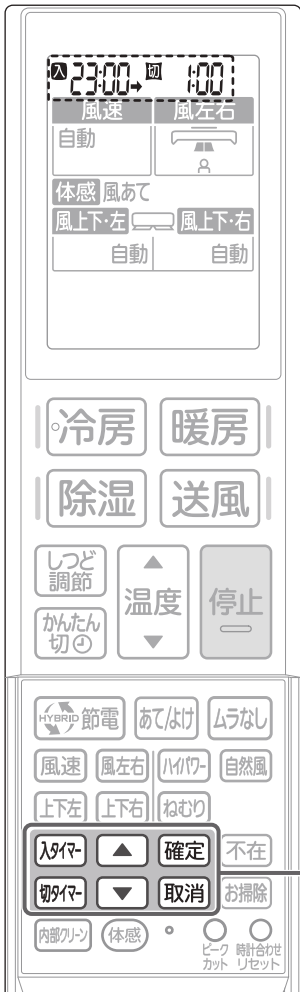 入 23:00→ 切 1:00
風速 風左右
自動
体感 風あて
風上下・左 風上下・右
自動 自動
冷房 暖房
除湿 送風
しつど
調節
かんたん
切
▲
温度
▼
停止
HYBRID 節電 あて/よけ ムラなし
風速 風左右 ハイパワー 自然風
上下左 上下右 ねむり
入タイマー ▲ 確定 不在
切タイマー ▼ 取消 お掃除
内部クリーン 体感
ピーク
カット
時計合わせ
リセット